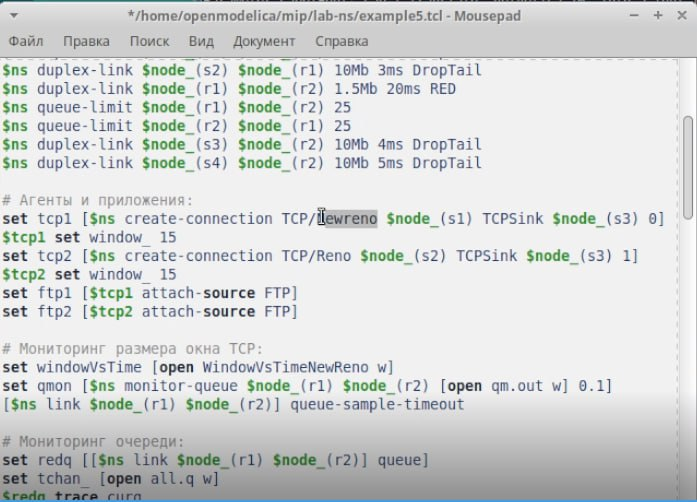 */home/openmodelica/mip/lab-ns/example5.tcl - Mousepad
Файл Правка Поиск Вид Документ Справка
$ns duplex-link $node_(s2) $node_(r1) 10Mb 3ms DropTail
$ns duplex-link $node_(r1) $node_(r2) 1.5Mb 20ms RED
$ns queue-limit $node_(r1) $node_(r2) 25
$ns queue-limit $node_(r2) $node_(r1) 25
$ns duplex-link $node_(s3) $node_(r2) 10Mb 4ms DropTail
$ns duplex-link $node_(s4) $node_(r2) 10Mb 5ms DropTail
# Агенты и приложения:
set tcp1 [$ns create-connection TCP/Newreno $node_(s1) TCPSink $node_(s3) 0]
$tcp1 set window_ 15
set tcp2 [$ns create-connection TCP/Reno $node_(s2) TCPSink $node_(s3) 1]
$tcp2 set window_ 15
set ftp1 [$tcp1 attach-source FTP]
set ftp2 [$tcp2 attach-source FTP]
# Мониторинг размера окна TCP:
set windowVsTime [open WindowVsTimeNewReno w]
set qmon [$ns monitor-queue $node_(r1) $node_(r2) [open qm.out w] 0.1]
[$ns link $node_(r1) $node_(r2)] queue-sample-timeout
# Мониторинг очереди:
set redq [[$ns link $node_(r1) $node_(r2)] queue]
set tchan_ [open all.q w]
$redq trace curq_